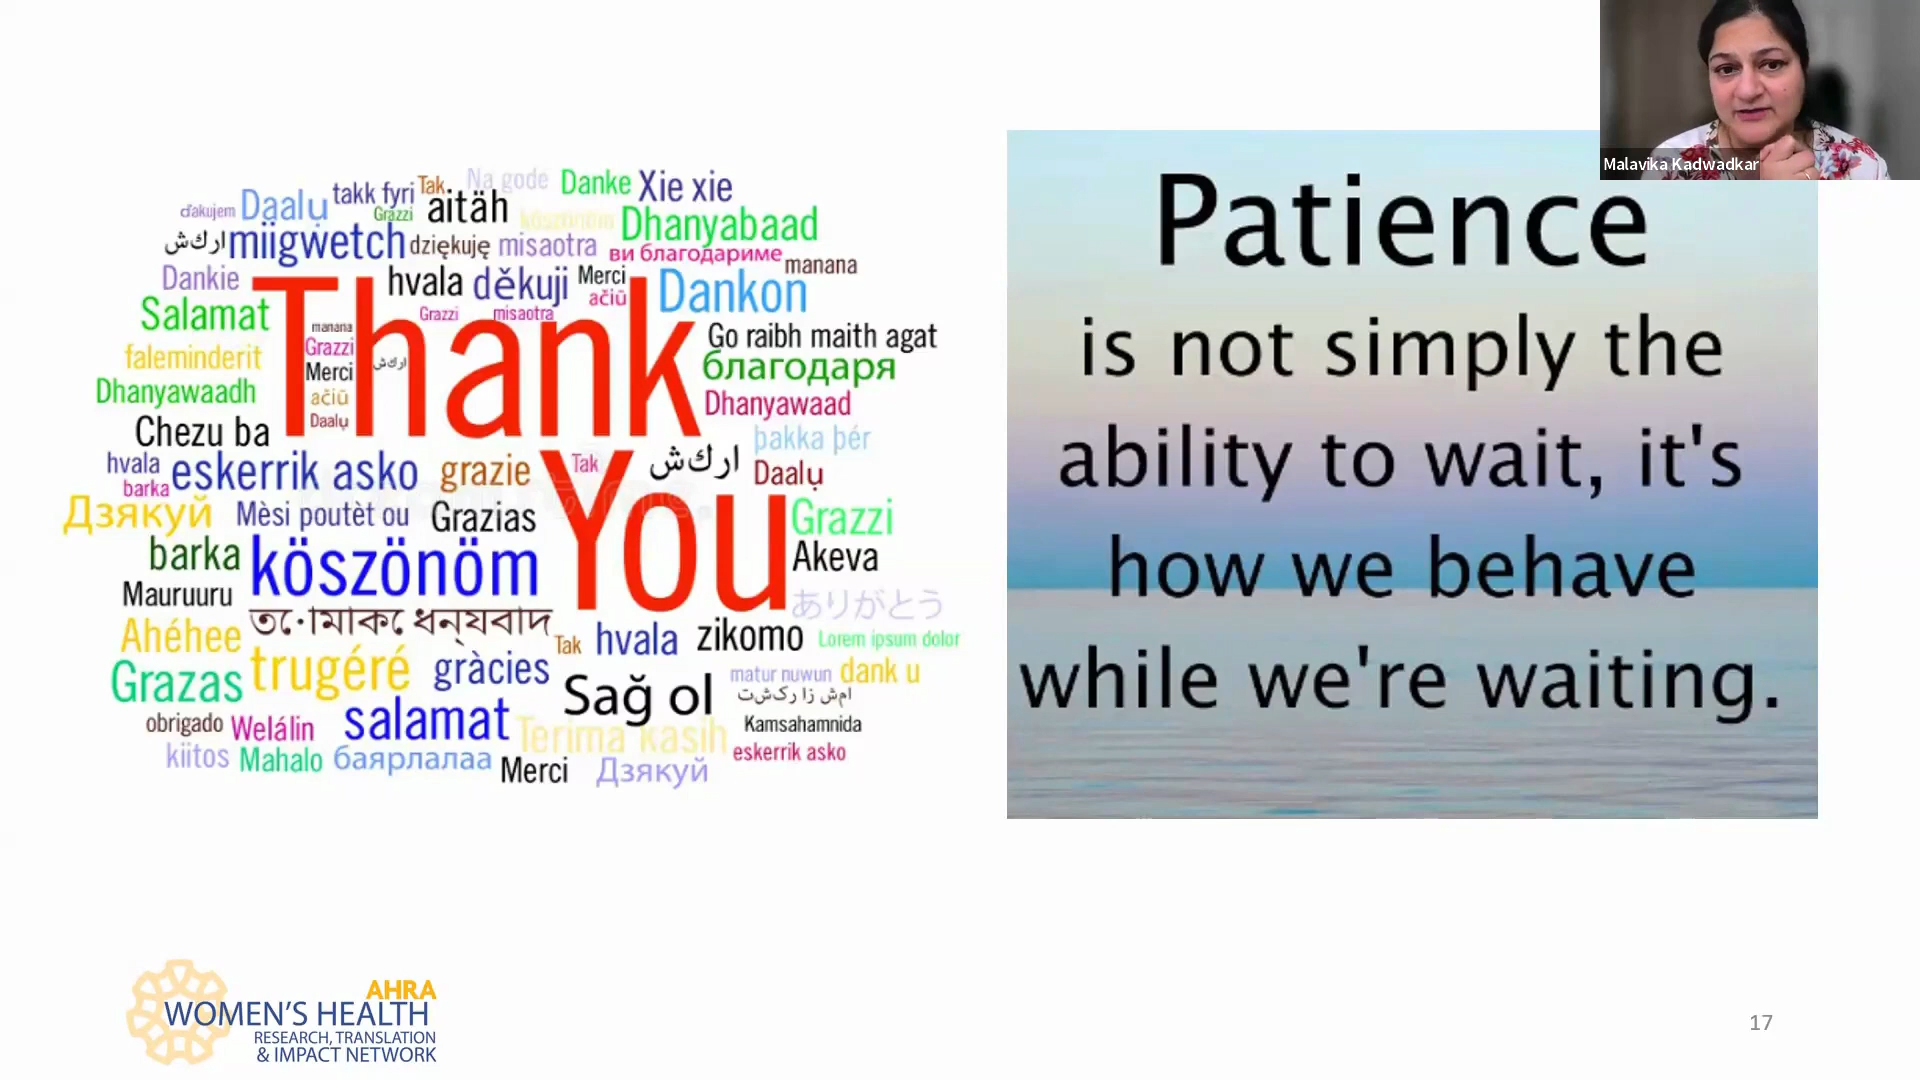 Malavika Kadwadkar
Na gode
Danke
Xie xie
Tak
takk fyri
ďakujem
Daalụ
Grazzi
aitäh
köszönöm
Dhanyabaad
miigwetch
dziękuję
misaotra
ви благодариме
manana
Dankie
hvala
děkuji
Merci
ačiū
Dankon
Salamat
Grazzi
misaotra
Thank
manana
Grazzi
Merci
ačiū
Daalụ
Go raibh maith agat
благодаря
faleminderit
Dhanyawaadh
Dhanyawaad
Chezu ba
þakka þér
hvala
barka
eskerrik asko
grazie
Tak
You
Daalụ
Дзякуй
Mèsi poutèt ou
Grazias
Grazzi
barka
köszönöm
Akeva
Mauruuru
ありがとう
Ahéhee
Tak
hvala
zikomo
Lorem ipsum dolor
Grazas
trugéré
gràcies
Sağ ol
matur nuwun
dank u
obrigado
Welálin
salamat
Terima kasih
Kamsahamnida
eskerrik asko
kiitos
Mahalo
баярлалаа
Merci
Дзякуй
Patience
is not simply the
ability to wait, it's
how we behave
while we're waiting.
AHRA
WOMEN'S HEALTH
RESEARCH, TRANSLATION
& IMPACT NETWORK
17